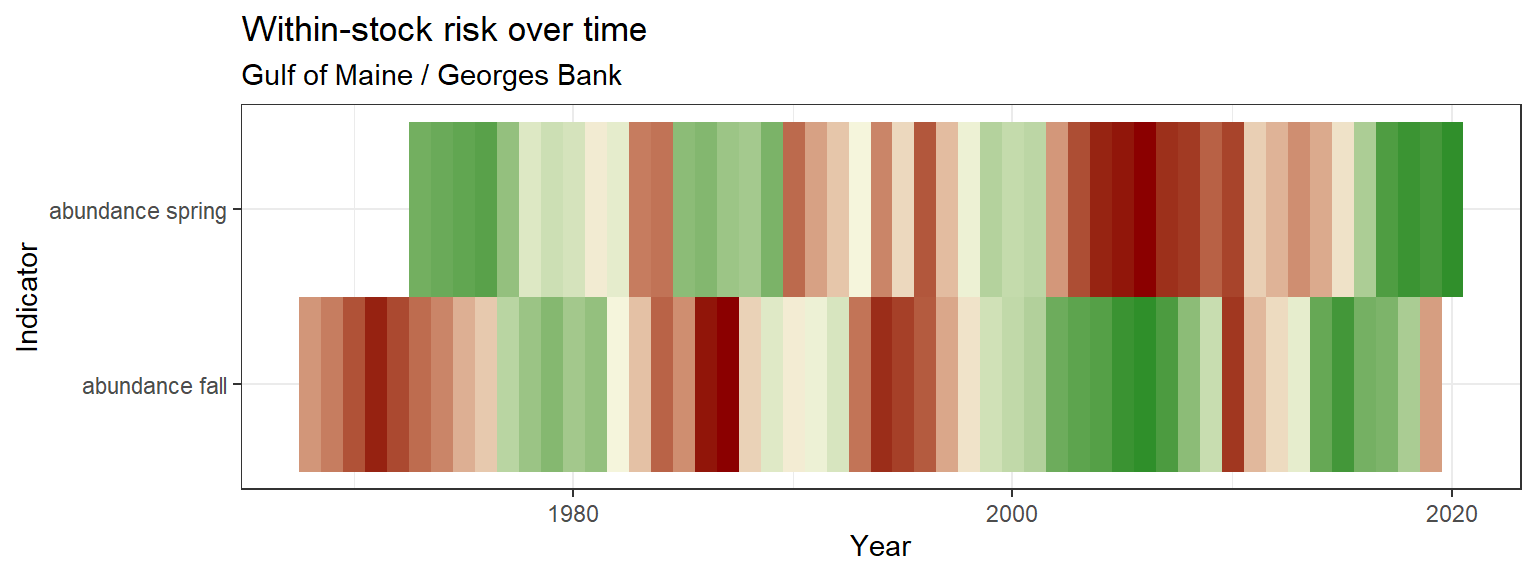 Within-stock risk over time
Gulf of Maine / Georges Bank
Indicator
abundance spring
abundance fall
1980
2000
2020
Year